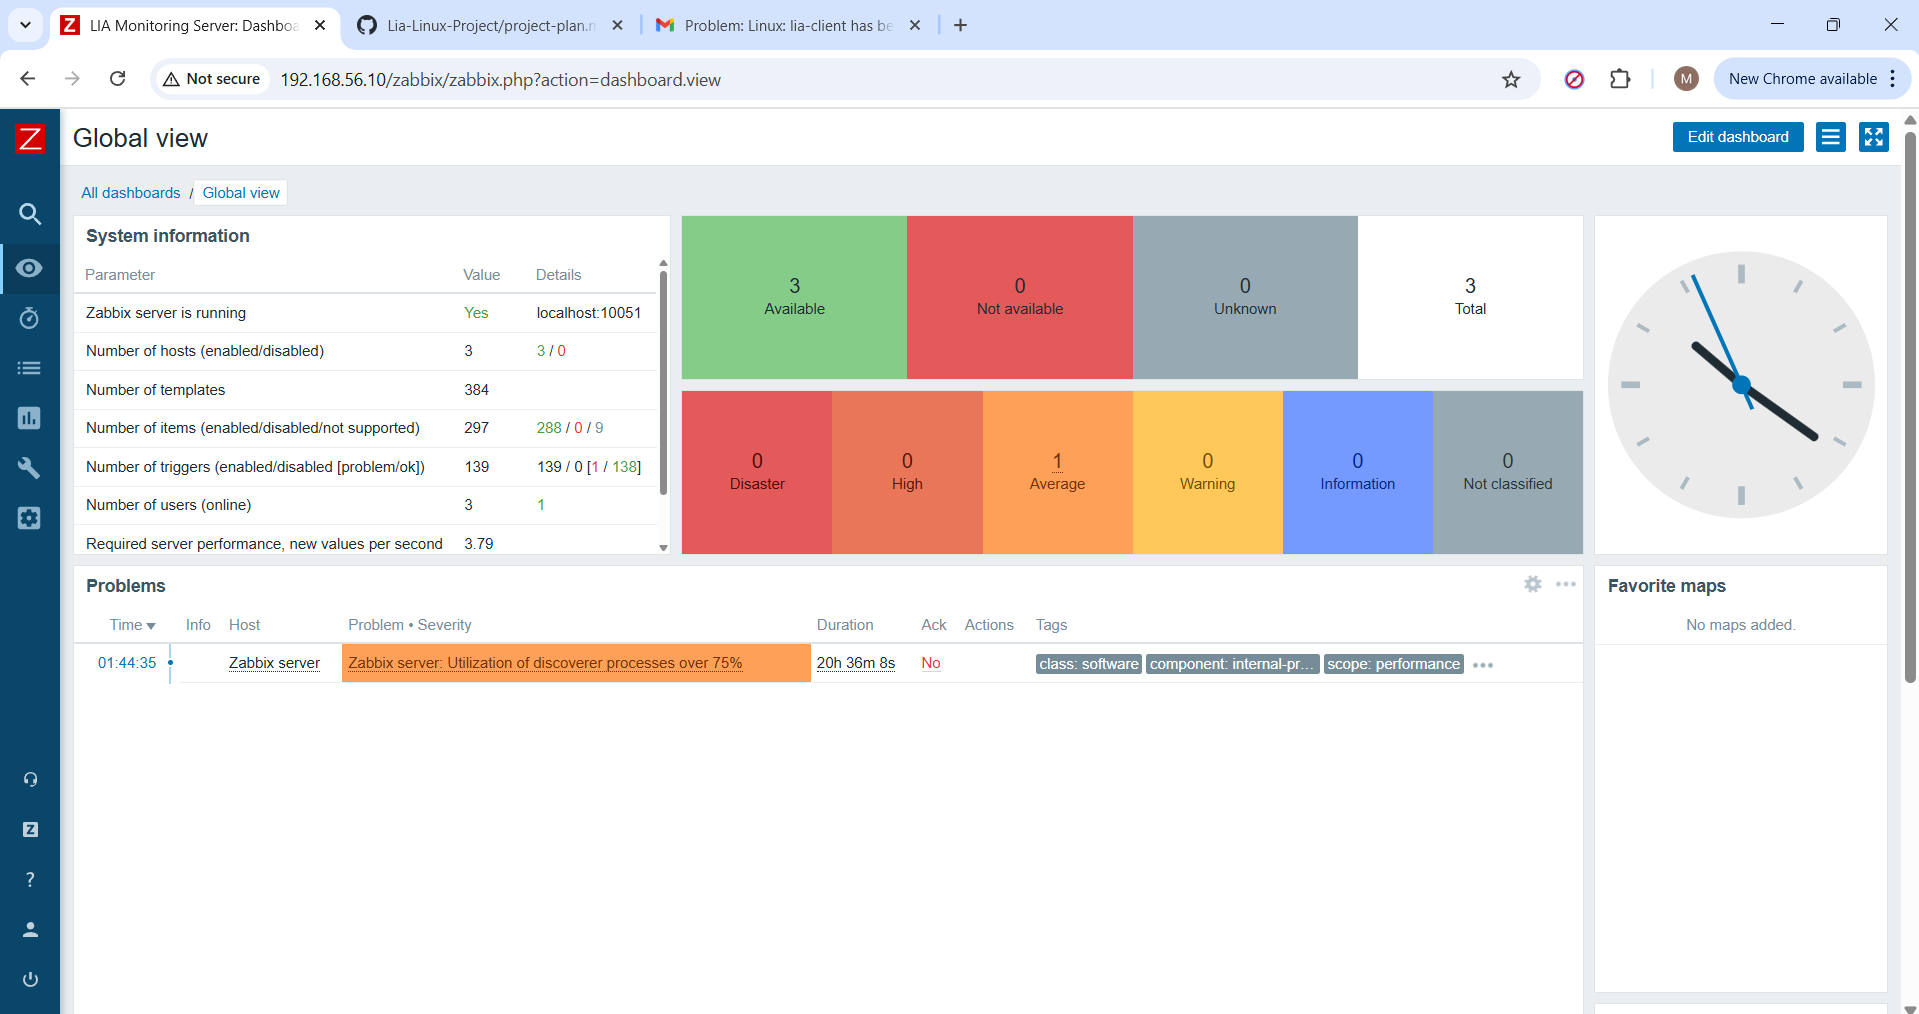 LIA Monitoring Server: Dashboa
Lia-Linux-Project/project-plan.n
Problem: Linux: lia-client has be
Not secure
192.168.56.10/zabbix/zabbix.php?action=dashboard.view
M
New Chrome available
Z
Global view
Edit dashboard
All dashboards / Global view
System information
Parameter Value Details
Zabbix server is running Yes localhost:10051
Number of hosts (enabled/disabled) 3 3 / 0
Number of templates 384
Number of items (enabled/disabled/not supported) 297 288 / 0 / 9
Number of triggers (enabled/disabled [problem/ok]) 139 139 / 0 [1 / 138]
Number of users (online) 3 1
Required server performance, new values per second 3.79
3
Available
0
Not available
0
Unknown
3
Total
0
Disaster
0
High
1
Average
0
Warning
0
Information
0
Not classified
Problems
Time Info Host Problem • Severity Duration Ack Actions Tags
01:44:35 Zabbix server Zabbix server: Utilization of discoverer processes over 75% 20h 36m 8s No class: software component: internal-pr... scope: performance
Favorite maps
No maps added.
Z
?